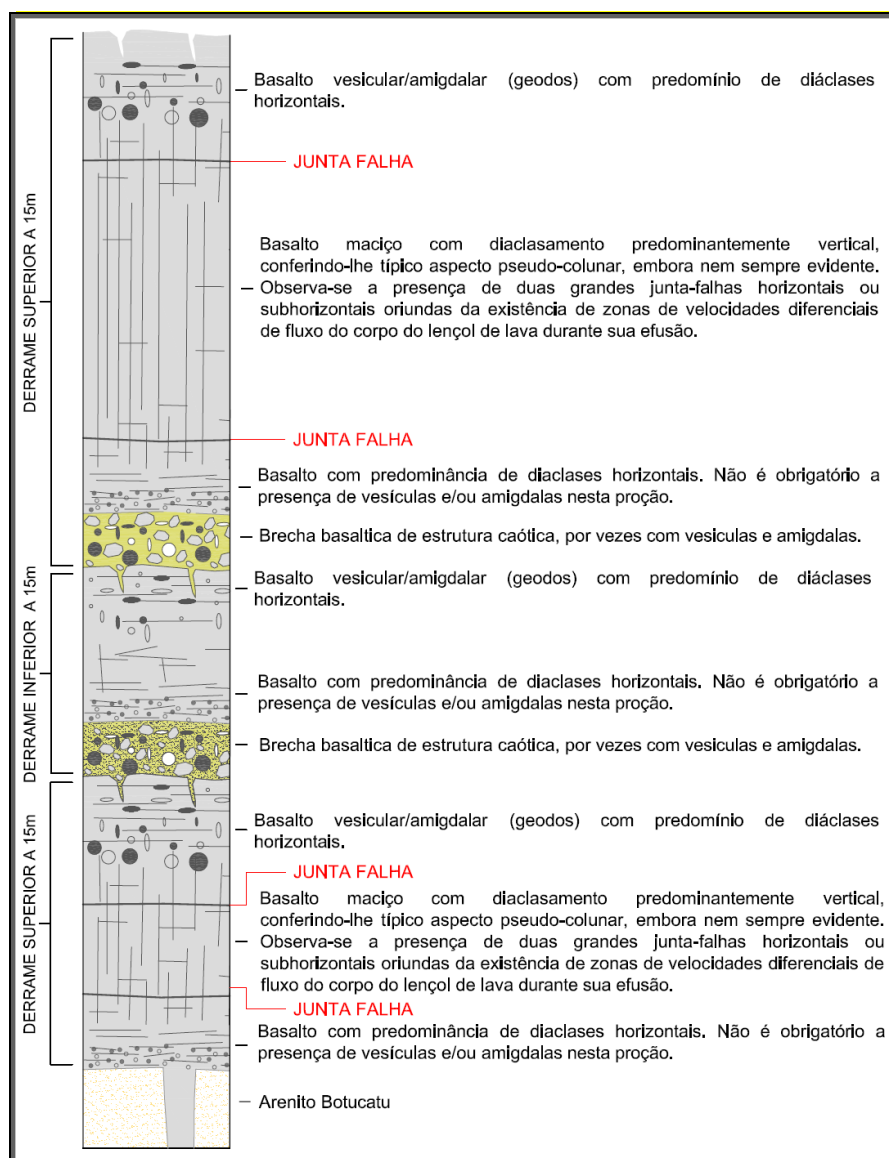 Basalto vesicular/amigdalar (geodos) com predomínio de diáclases
horizontais.
JUNTA FALHA
DERRAME SUPERIOR A 15m
Basalto maciço com diaclasamento predominantemente vertical,
conferindo-lhe típico aspecto pseudo-colunar, embora nem sempre evidente.
Observa-se a presença de duas grandes junta-falhas horizontais ou
subhorizontais oriundas da existência de zonas de velocidades diferenciais
de fluxo do corpo do lençol de lava durante sua efusão.
JUNTA FALHA
Basalto com predominância de diaclases horizontais. Não é obrigatório a
presença de vesículas e/ou amigdalas nesta proção.
Brecha basaltica de estrutura caótica, por vezes com vesiculas e amigdalas.
Basalto vesicular/amigdalar (geodos) com predomínio de diáclases
horizontais.
DERRAME INFERIOR A 15m
Basalto com predominância de diaclases horizontais. Não é obrigatório a
presença de vesículas e/ou amigdalas nesta proção.
Brecha basaltica de estrutura caótica, por vezes com vesiculas e amigdalas.
Basalto vesicular/amigdalar (geodos) com predomínio de diáclases
horizontais.
JUNTA FALHA
DERRAME SUPERIOR A 15m
Basalto maciço com diaclasamento predominantemente vertical,
conferindo-lhe típico aspecto pseudo-colunar, embora nem sempre evidente.
Observa-se a presença de duas grandes junta-falhas horizontais ou
subhorizontais oriundas da existência de zonas de velocidades diferenciais de
fluxo do corpo do lençol de lava durante sua efusão.
JUNTA FALHA
Basalto com predominância de diaclases horizontais. Não é obrigatório a
presença de vesículas e/ou amigdalas nesta proção.
Arenito Botucatu